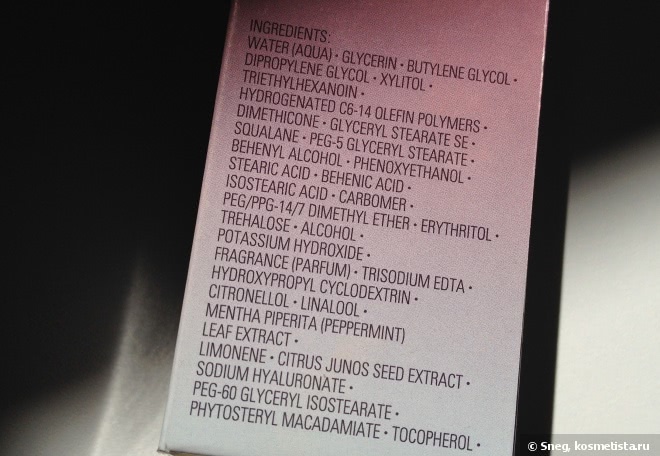 INGREDIENTS:
WATER (AQUA) • GLYCERIN • BUTYLENE GLYCOL •
DIPROPYLENE GLYCOL • XYLITOL •
TRIETHYLHEXANOIN •
HYDROGENATED C6-14 OLEFIN POLYMERS •
DIMETHICONE • GLYCERYL STEARATE SE •
SQUALANE • PEG-5 GLYCERYL STEARATE •
BEHENYL ALCOHOL • PHENOXYETHANOL •
STEARIC ACID • BEHENIC ACID •
ISOSTEARIC ACID • CARBOMER •
PEG/PPG-14/7 DIMETHYL ETHER • ERYTHRITOL •
TREHALOSE • ALCOHOL •
POTASSIUM HYDROXIDE •
FRAGRANCE (PARFUM) • TRISODIUM EDTA •
HYDROXYPROPYL CYCLODEXTRIN •
CITRONELLOL • LINALOOL •
MENTHA PIPERITA (PEPPERMINT)
LEAF EXTRACT •
LIMONENE • CITRUS JUNOS SEED EXTRACT •
SODIUM HYALURONATE •
PEG-60 GLYCERYL ISOSTEARATE •
PHYTOSTERYL MACADAMIATE • TOCOPHEROL •
© Sneg, kosmetista.ru